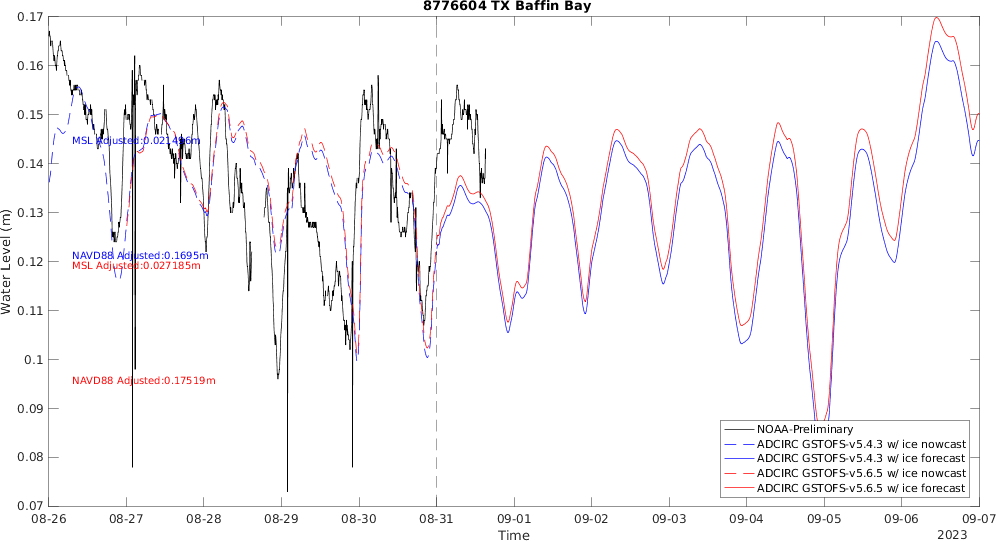 8776604 TX Baffin Bay
0.17
0.16
0.15
0.14
0.13
0.12
0.11
0.1
0.09
0.08
0.07
Water Level (m)
MSL Adjusted:0.021496m
NAVD88 Adjusted:0.1695m
MSL Adjusted:0.027185m
NAVD88 Adjusted:0.17519m
NOAA-Preliminary
ADCIRC GSTOFS-v5.4.3 w/ ice nowcast
ADCIRC GSTOFS-v5.4.3 w/ ice forecast
ADCIRC GSTOFS-v5.6.5 w/ ice nowcast
ADCIRC GSTOFS-v5.6.5 w/ ice forecast
08-26 08-27 08-28 08-29 08-30 08-31 09-01 09-02 09-03 09-04 09-05 09-06 09-07
Time
2023